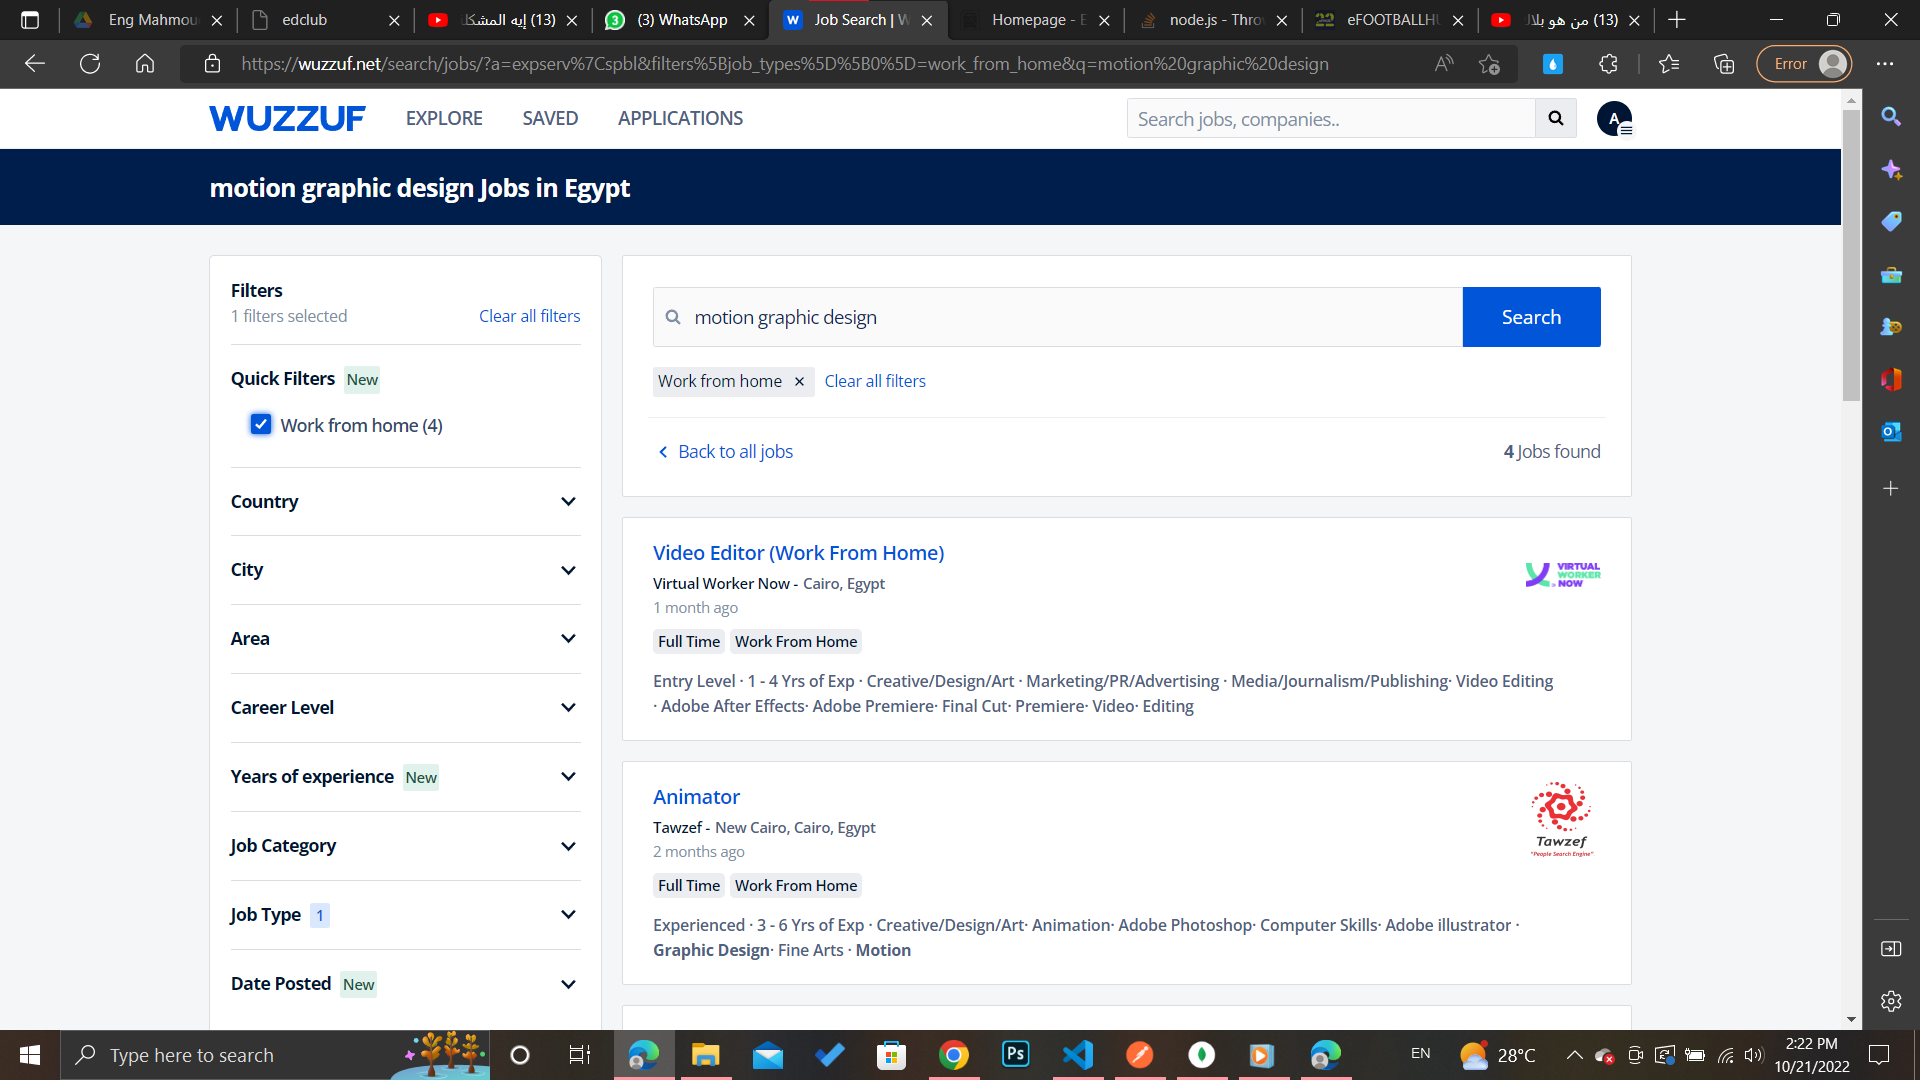 Eng Mahmou
edclub
(13) إيه المشكل
(3) WhatsApp
Job Search | W
Homepage - E
node.js - Thro
eFOOTBALLHU
(13) من هو بلال
https://wuzzuf.net/search/jobs/?a=expserv%7Cspbl&filters%5Bjob_types%5D%5B0%5D=work_from_home&q=motion%20graphic%20design
Error
WUZZUF
EXPLORE
SAVED
APPLICATIONS
Search jobs, companies..
A
motion graphic design Jobs in Egypt
Filters
1 filters selected
Clear all filters
Quick Filters New
Work from home (4)
Country
City
Area
Career Level
Years of experience New
Job Category
Job Type 1
Date Posted New
motion graphic design
Search
Work from home
Clear all filters
Back to all jobs
4 Jobs found
Video Editor (Work From Home)
Virtual Worker Now - Cairo, Egypt
1 month ago
Full Time Work From Home
Entry Level · 1 - 4 Yrs of Exp · Creative/Design/Art · Marketing/PR/Advertising · Media/Journalism/Publishing· Video Editing
· Adobe After Effects· Adobe Premiere· Final Cut· Premiere· Video· Editing
VIRTUAL
WORKER
NOW
Animator
Tawzef - New Cairo, Cairo, Egypt
2 months ago
Full Time Work From Home
Experienced · 3 - 6 Yrs of Exp · Creative/Design/Art· Animation· Adobe Photoshop· Computer Skills· Adobe illustrator ·
Graphic Design· Fine Arts · Motion
Tawzef
"People Search Engine"
Type here to search
Ps
EN
28°C
2:22 PM
10/21/2022